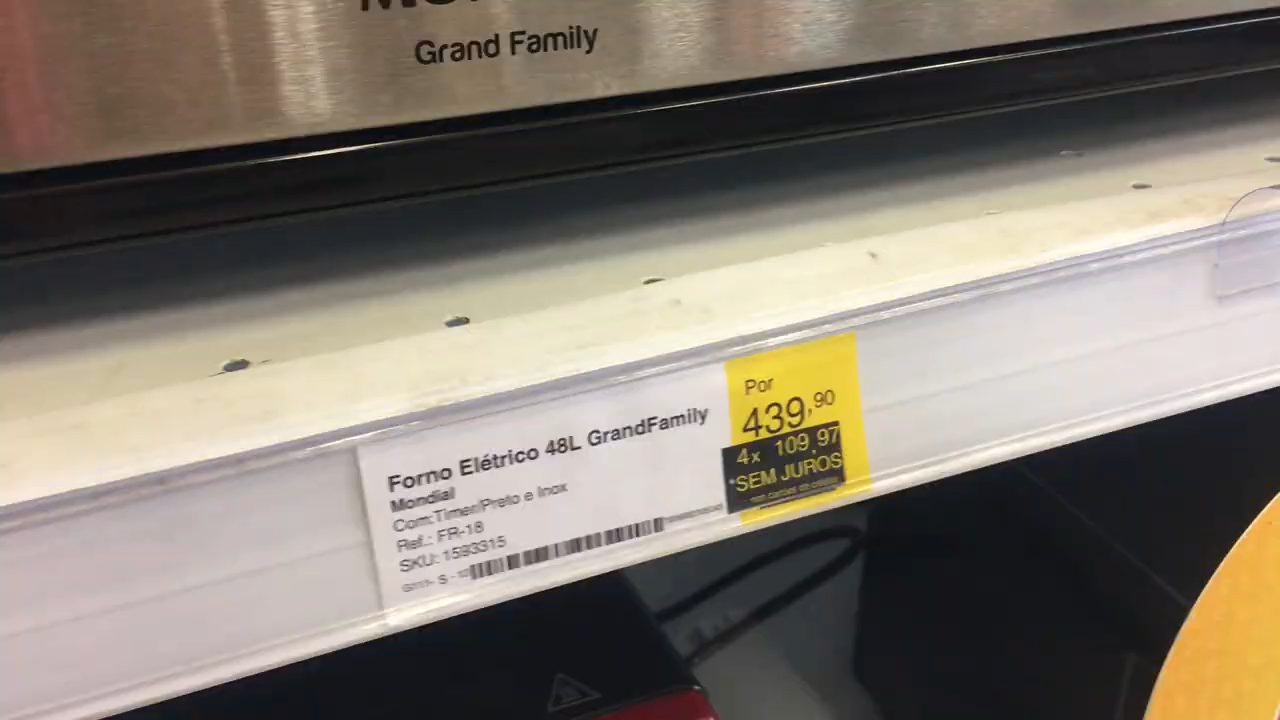 Grand Family
Forno Elétrico 48L GrandFamily
Mondial
Com:Timer/Preto e Inox
Ref.: FR-18
SKU: 1593315
Por
439,90
4x 109,97
*SEM JUROS